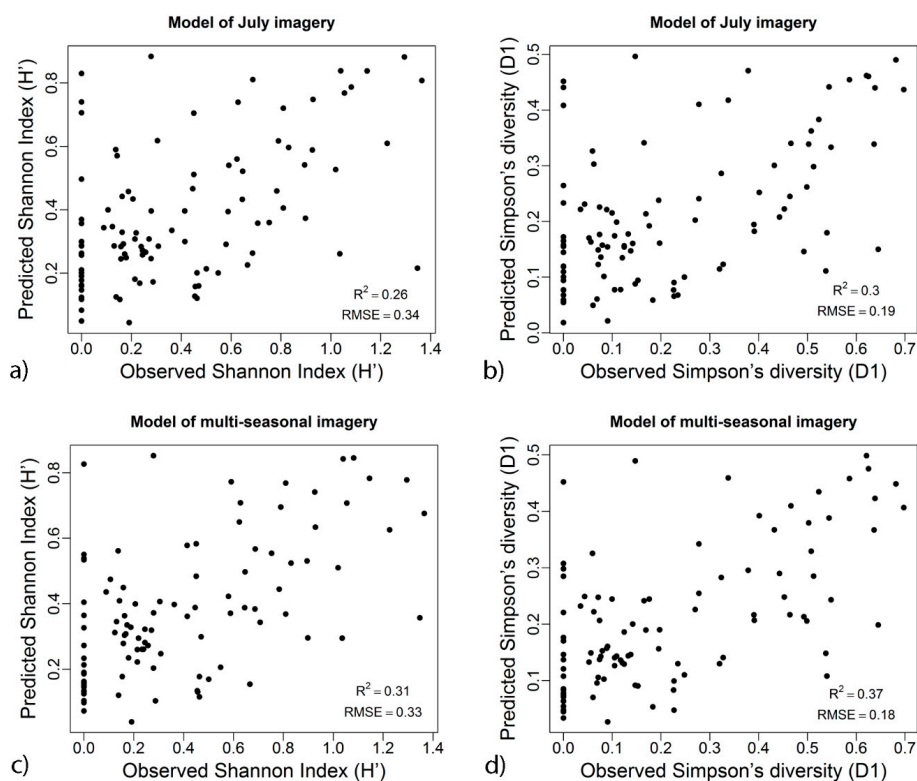 Model of July imagery
Predicted Shannon Index (H')
0.8
0.6
0.4
0.2
R² = 0.26
RMSE = 0.34
0.0 0.2 0.4 0.6 0.8 1.0 1.2 1.4
a) Observed Shannon Index (H')
Model of July imagery
Predicted Simpson's diversity (D1)
0.5
0.4
0.3
0.2
0.1
0.0
R² = 0.3
RMSE = 0.19
0.0 0.1 0.2 0.3 0.4 0.5 0.6 0.7
b) Observed Simpson's diversity (D1)
Model of multi-seasonal imagery
Predicted Shannon Index (H')
0.8
0.6
0.4
0.2
R² = 0.31
RMSE = 0.33
0.0 0.2 0.4 0.6 0.8 1.0 1.2 1.4
c) Observed Shannon Index (H')
Model of multi-seasonal imagery
Predicted Simpson's diversity (D1)
0.5
0.4
0.3
0.2
0.1
R² = 0.37
RMSE = 0.18
0.0 0.1 0.2 0.3 0.4 0.5 0.6 0.7
d) Observed Simpson's diversity (D1)